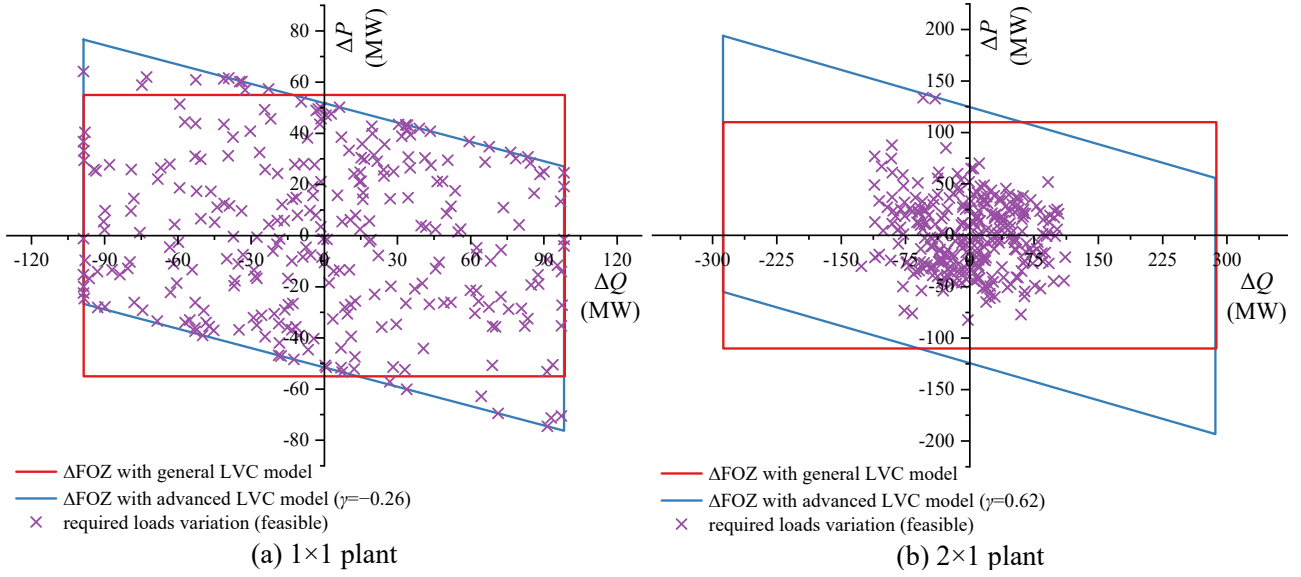 80
60
40
20
0
-20
-40
-60
-80
-120
-90
-60
-30
0
30
60
90
120
ΔP
(MW)
ΔQ
(MW)
ΔFOZ with general LVC model
ΔFOZ with advanced LVC model (γ=−0.26)
required loads variation (feasible)
(a) 1×1 plant
200
150
100
50
0
-50
-100
-150
-200
-300
-225
-150
-75
0
75
150
225
300
ΔP
(MW)
ΔQ
(MW)
ΔFOZ with general LVC model
ΔFOZ with advanced LVC model (γ=0.62)
required loads variation (feasible)
(b) 2×1 plant